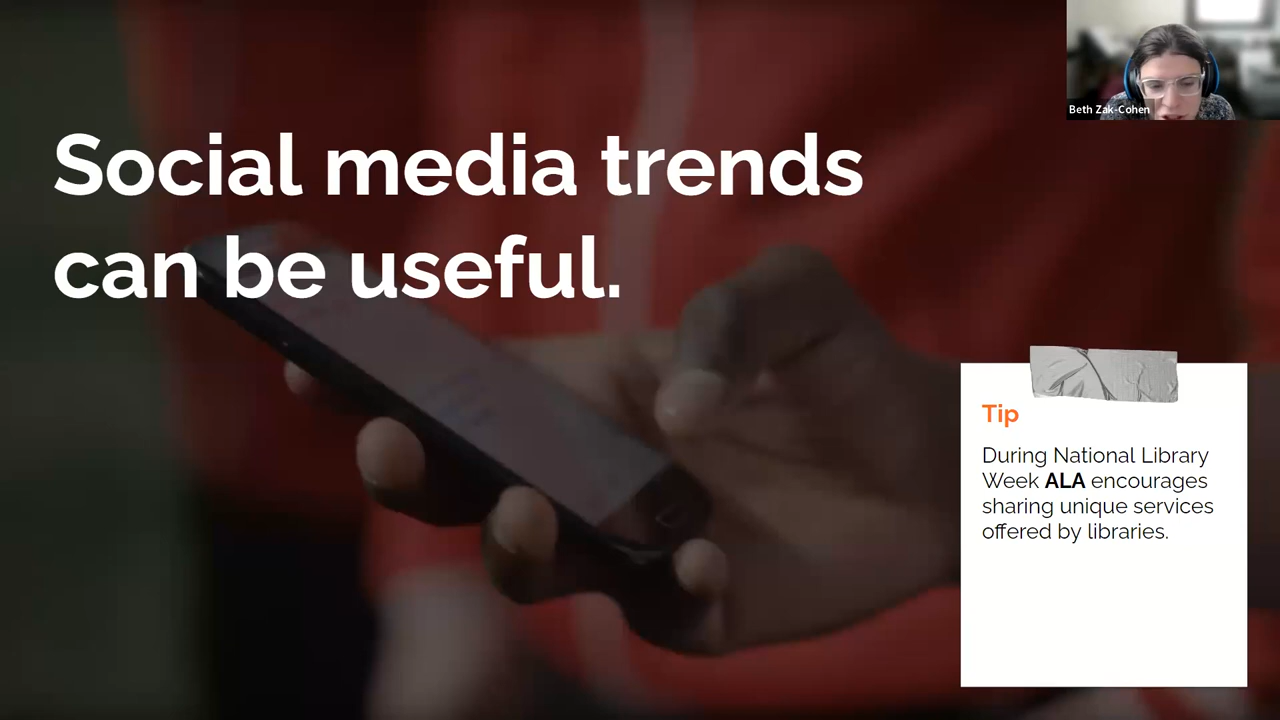 Social media trends
can be useful.
Beth Zak-Cohen
Tip
During National Library
Week ALA encourages
sharing unique services
offered by libraries.